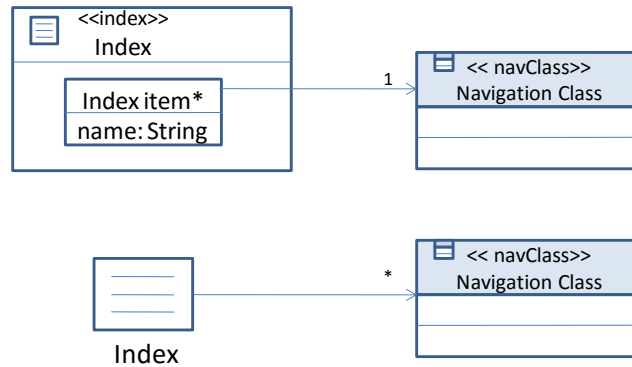 <<index>>
Index
Index item*
name: String
1
<< navClass>>
Navigation Class
Index
*
<< navClass>>
Navigation Class